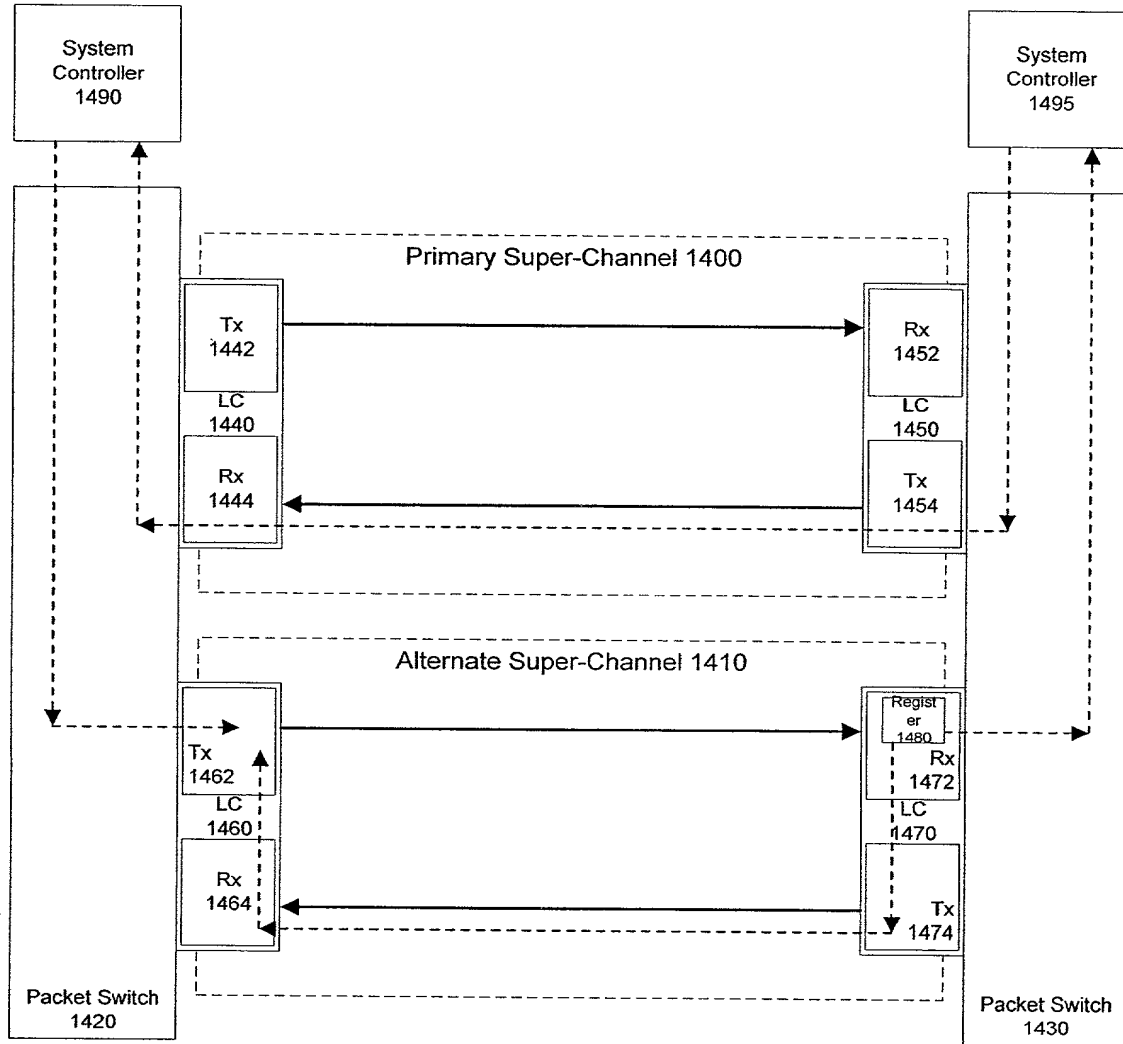 System
Controller
1490
System
Controller
1495
Primary Super-Channel 1400
Tx
1442
LC
1440
Rx
1444
Rx
1452
LC
1450
Tx
1454
Alternate Super-Channel 1410
Tx
1462
LC
1460
Rx
1464
Regist
er
1480
Rx
1472
LC
1470
Tx
1474
Packet Switch
1420
Packet Switch
1430